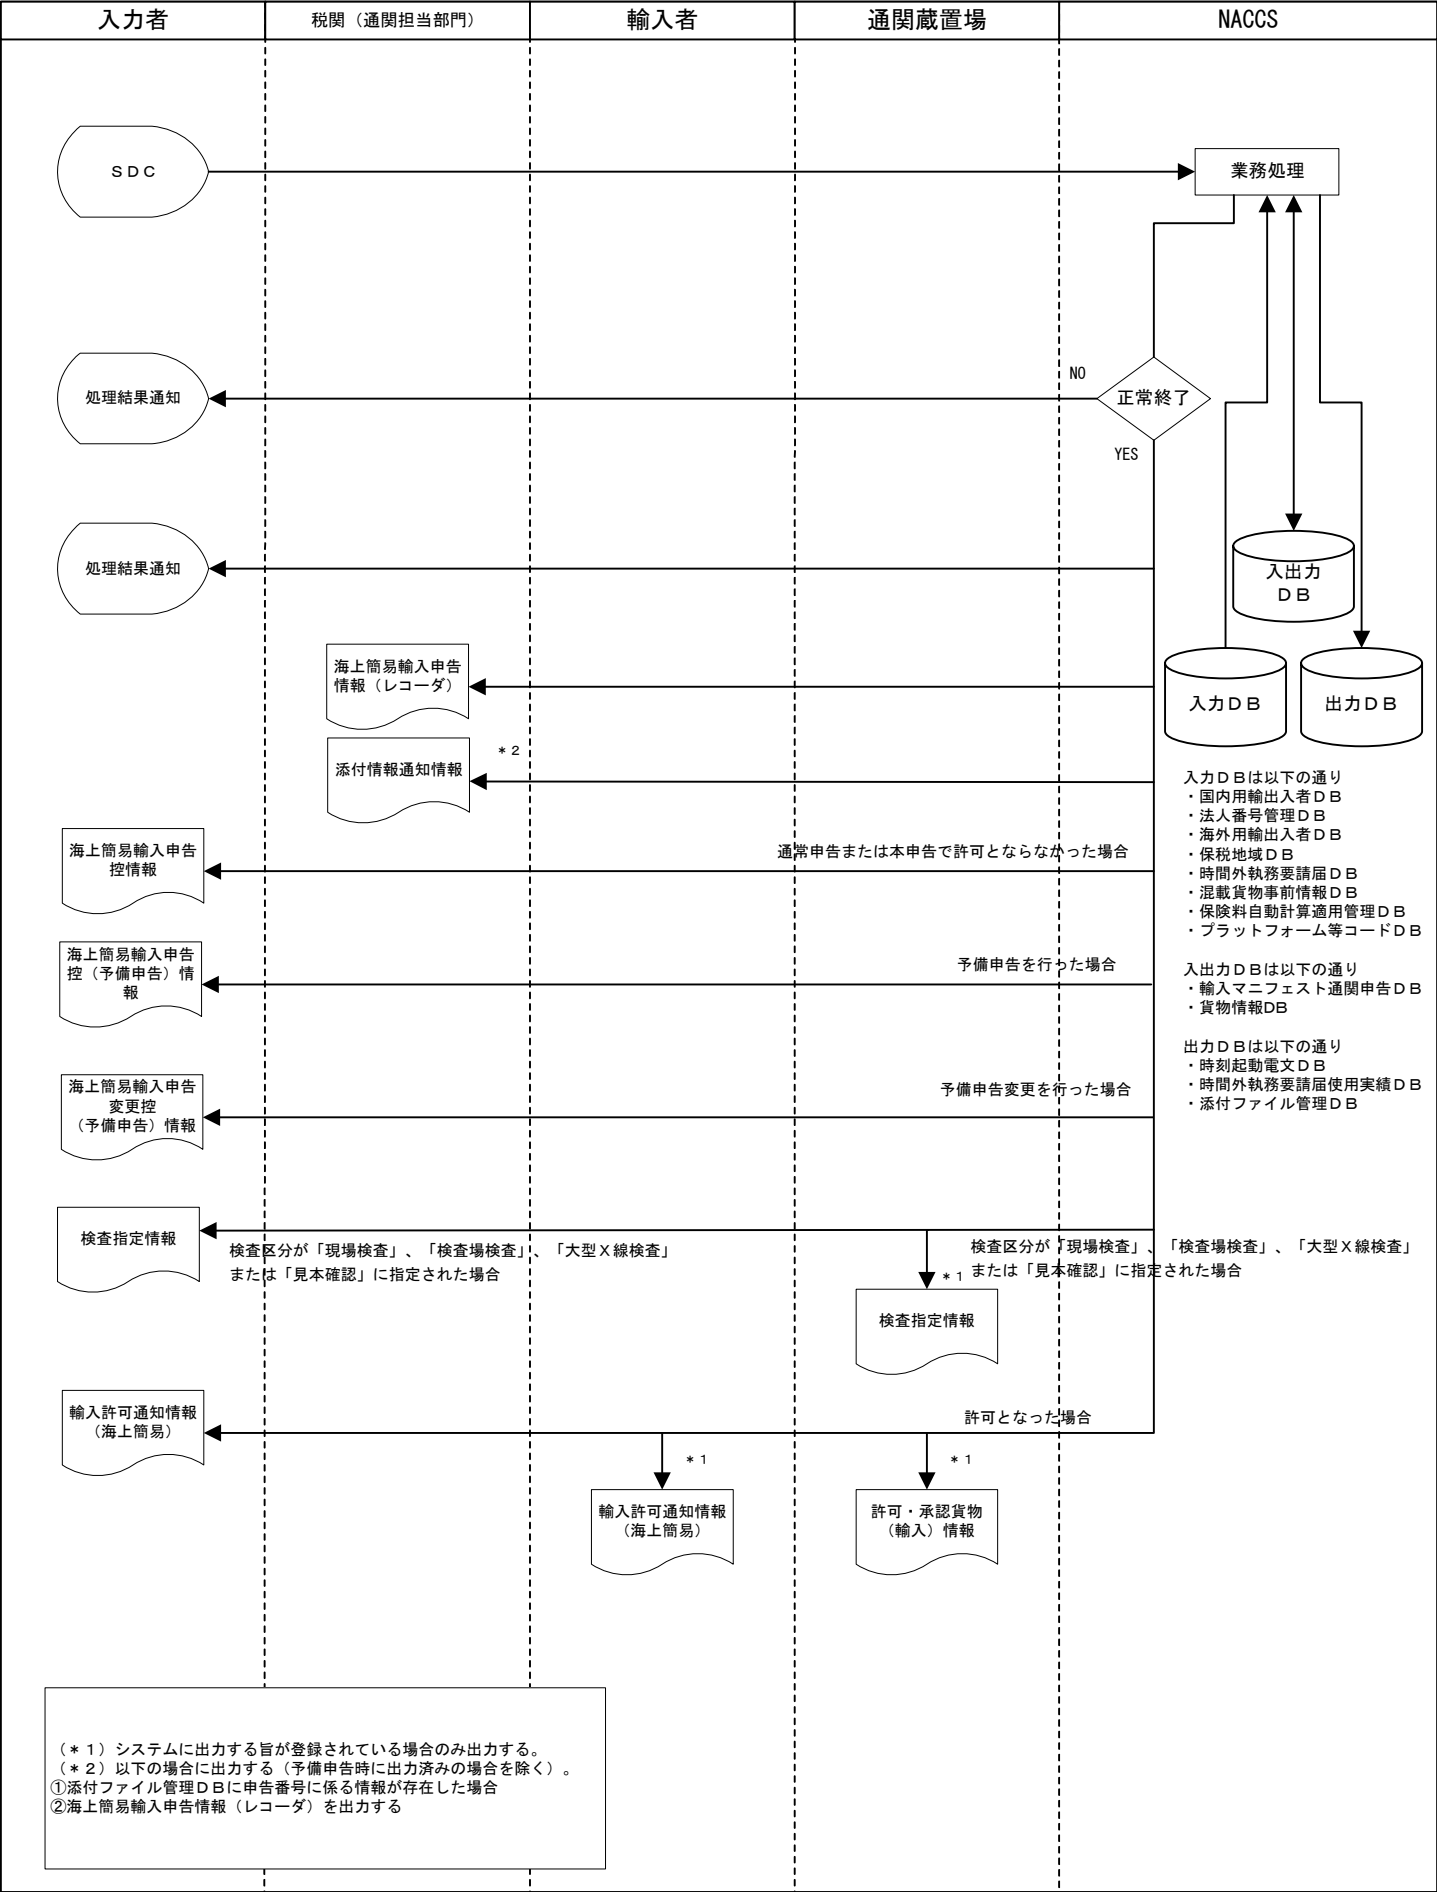 入力者
税関（通関担当部門）
輸入者
通関蔵置場
NACCS
ＳＤＣ
業務処理
処理結果通知
NO
正常終了
YES
処理結果通知
入出力
ＤＢ
海上簡易輸入申告
情報（レコーダ）
入力ＤＢ
出力ＤＢ
添付情報通知情報
＊２
入力ＤＢは以下の通り
・国内用輸出入者ＤＢ
・法人番号管理ＤＢ
・海外用輸出入者ＤＢ
・保税地域ＤＢ
・時間外執務要請届ＤＢ
・混載貨物事前情報ＤＢ
・保険料自動計算適用管理ＤＢ
・プラットフォーム等コードＤＢ
入出力ＤＢは以下の通り
・輸入マニフェスト通関申告ＤＢ
・貨物情報DB
出力ＤＢは以下の通り
・時刻起動電文ＤＢ
・時間外執務要請届使用実績ＤＢ
・添付ファイル管理ＤＢ
海上簡易輸入申告
控情報
通常申告または本申告で許可とならなかった場合
海上簡易輸入申告
控（予備申告）情
報
予備申告を行った場合
海上簡易輸入申告
変更控
（予備申告）情報
予備申告変更を行った場合
検査指定情報
検査区分が「現場検査」、「検査場検査」、「大型Ｘ線検査」
または「見本確認」に指定された場合
検査区分が「現場検査」、「検査場検査」、「大型Ｘ線検査」
または「見本確認」に指定された場合
＊１
検査指定情報
輸入許可通知情報
（海上簡易）
許可となった場合
＊１
＊１
輸入許可通知情報
（海上簡易）
許可・承認貨物
（輸入）情報
（＊１）システムに出力する旨が登録されている場合のみ出力する。
（＊２）以下の場合に出力する（予備申告時に出力済みの場合を除く）。
①添付ファイル管理ＤＢに申告番号に係る情報が存在した場合
②海上簡易輸入申告情報（レコーダ）を出力する